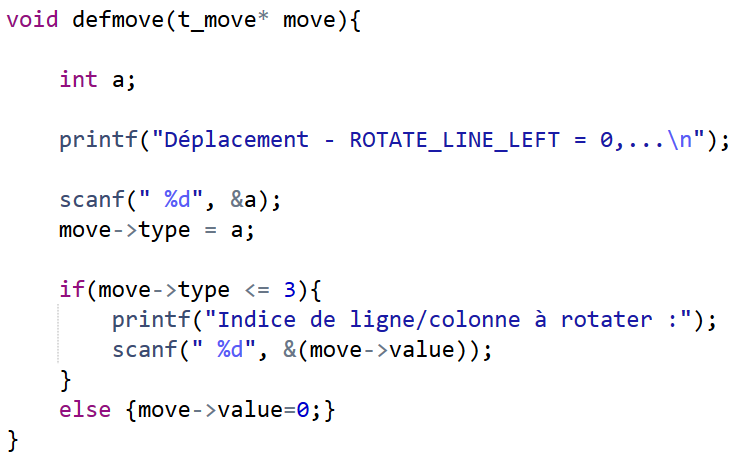 void defmove(t_move* move){
int a;
printf("Déplacement - ROTATE_LINE_LEFT = 0,...\n");
scanf(" %d", &a);
move->type = a;
if(move->type <= 3){
printf("Indice de ligne/colonne à rotater :");
scanf(" %d", &(move->value));
}
else {move->value=0;}
}